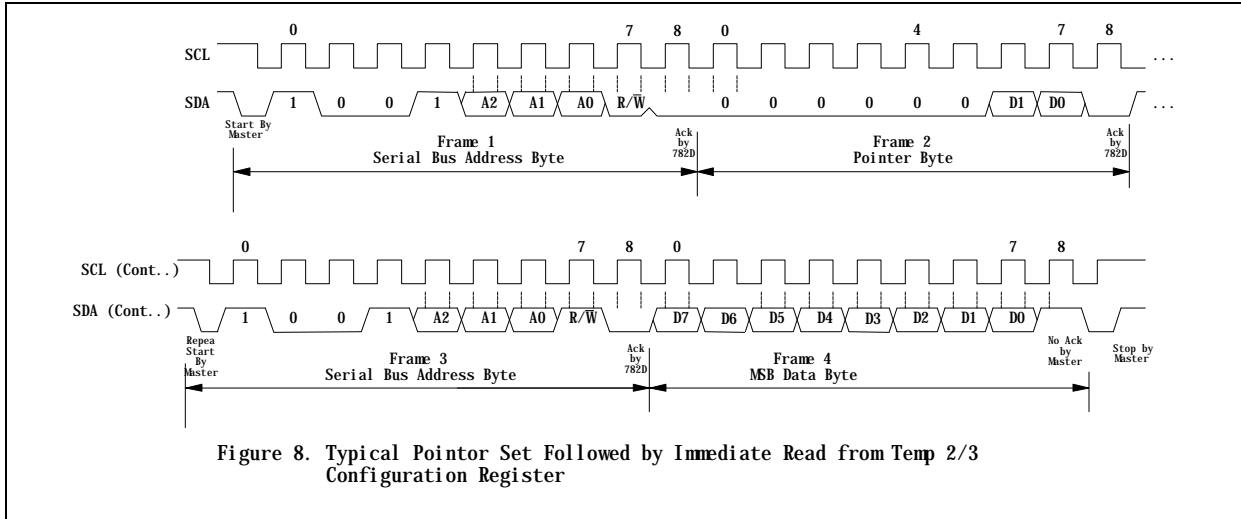 0 7 8 0 4 7 8
SCL ...
SDA 1 0 0 1 A2 A1 A0 R/W̅ 0 0 0 0 0 0 D1 D0 ...
Start By
Master
Frame 1
Serial Bus Address Byte
Ack
by
782D
Frame 2
Pointer Byte
Ack
by
782D
0 7 8 0 7 8
SCL (Cont..)
SDA (Cont..) 1 0 0 1 A2 A1 A0 R/W̅ D7 D6 D5 D4 D3 D2 D1 D0
Repea
Start
By
Master
Frame 3
Serial Bus Address Byte
Ack
by
782D
Frame 4
MSB Data Byte
No Ack
by
Master
Stop by
Master
Figure 8. Typical Pointor Set Followed by Immediate Read from Temp 2/3
Configuration Register